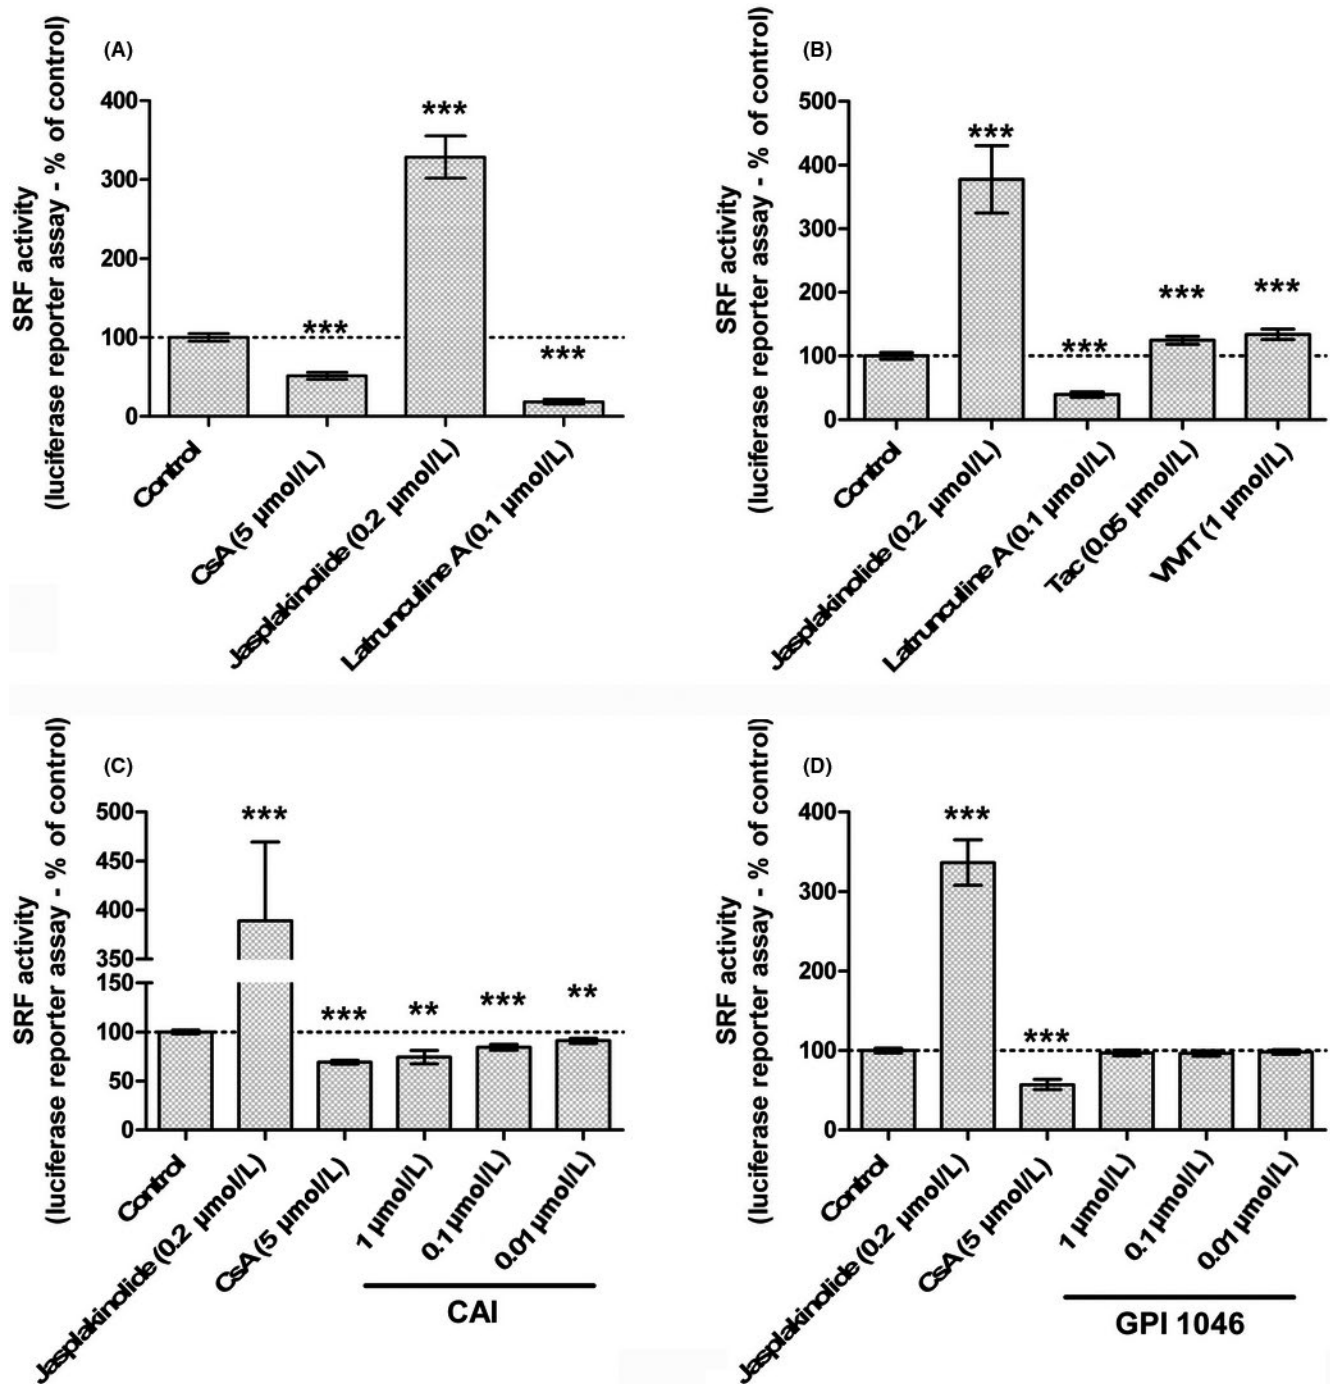 (A)
SRF activity
(luciferase reporter assay - % of control)
400
300
200
100
0
***
***
***
Control
CsA (5 µmol/L)
Jasplakinolide (0.2 µmol/L)
Latrunculine A (0.1 µmol/L)
(B)
SRF activity
(luciferase reporter assay - % of control)
500
400
300
200
100
0
***
***
***
***
Control
Jasplakinolide (0.2 µmol/L)
Latrunculine A (0.1 µmol/L)
Tac (0.05 µmol/L)
VIVIT (1 µmol/L)
(C)
SRF activity
(luciferase reporter assay - % of control)
500
450
400
350
150
100
50
0
***
***
**
***
**
Control
Jasplakinolide (0.2 µmol/L)
CsA (5 µmol/L)
1 µmol/L)
0.1 µmol/L)
0.01 µmol/L)
CAI
(D)
SRF activity
(luciferase reporter assay - % of control)
400
300
200
100
0
***
***
Control
Jasplakinolide (0.2 µmol/L)
CsA (5 µmol/L)
1 µmol/L)
0.1 µmol/L)
0.01 µmol/L)
GPI 1046